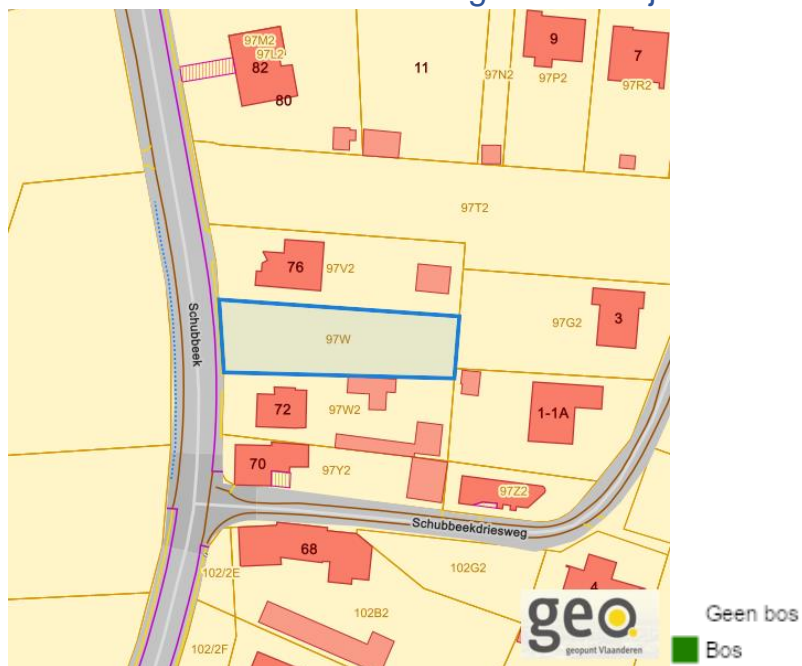 97M2
97L2
82
80
11
97N2
9
97P2
7
97R2
97T2
76
97V2
Schubbeek
97W
97G2
3
72
97W2
1-1A
70
97Y2
97Z2
Schubbeekdriesweg
68
102/2E
102G2
4
102B2
102/2F
geo
geopunt Vlaanderen
Geen bos
Bos